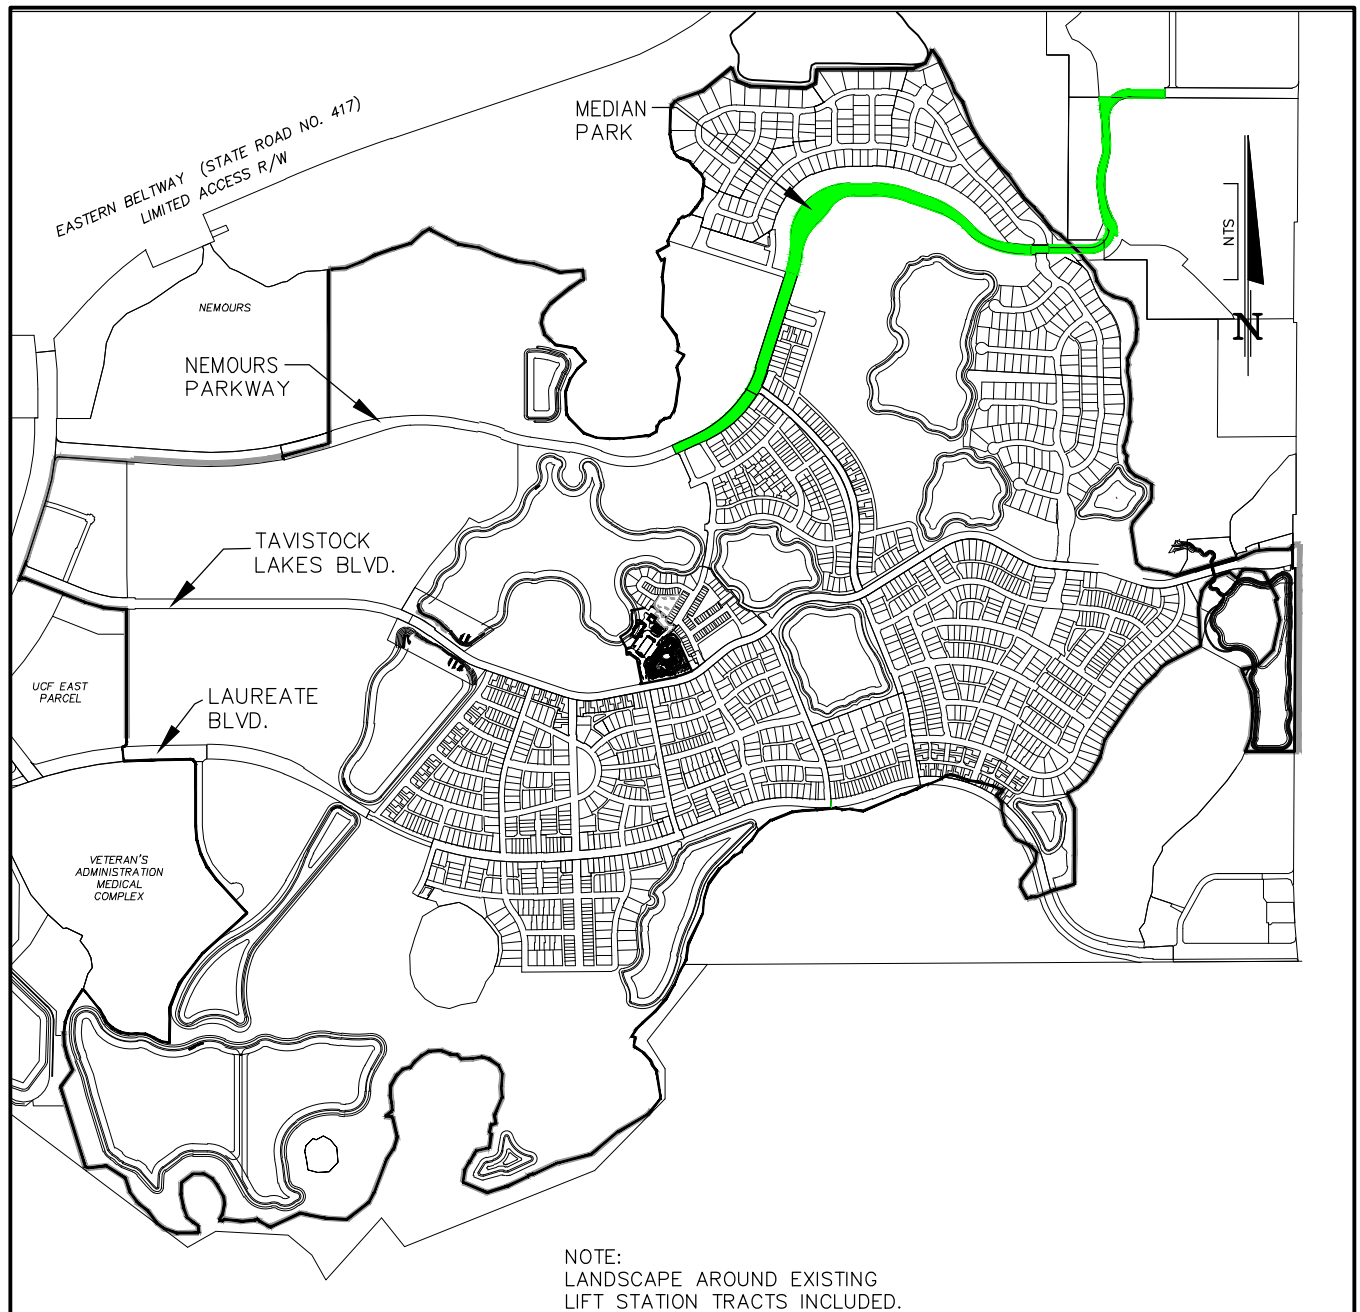 MEDIAN
PARK
EASTERN BELTWAY (STATE ROAD NO. 417)
LIMITED ACCESS R/W
NTS
N
NEMOURS
NEMOURS
PARKWAY
TAVISTOCK
LAKES BLVD.
UCF EAST
PARCEL
LAUREATE
BLVD.
VETERAN'S
ADMINISTRATION
MEDICAL
COMPLEX
NOTE:
LANDSCAPE AROUND EXISTING
LIFT STATION TRACTS INCLUDED.